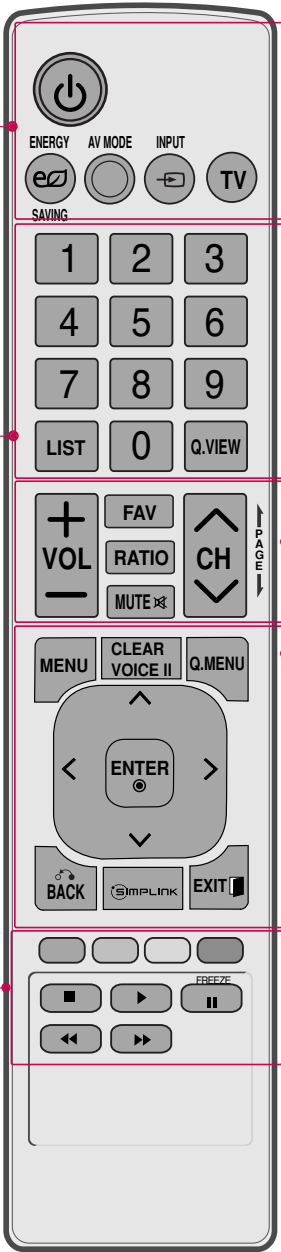 ENERGY AV MODE INPUT
TV
SAVING
1 2 3
4 5 6
7 8 9
LIST 0 Q.VIEW
FAV
VOL RATIO CH
MUTE
PAGE
MENU CLEAR VOICE II Q.MENU
ENTER
BACK SIMPLINK EXIT
FREEZE